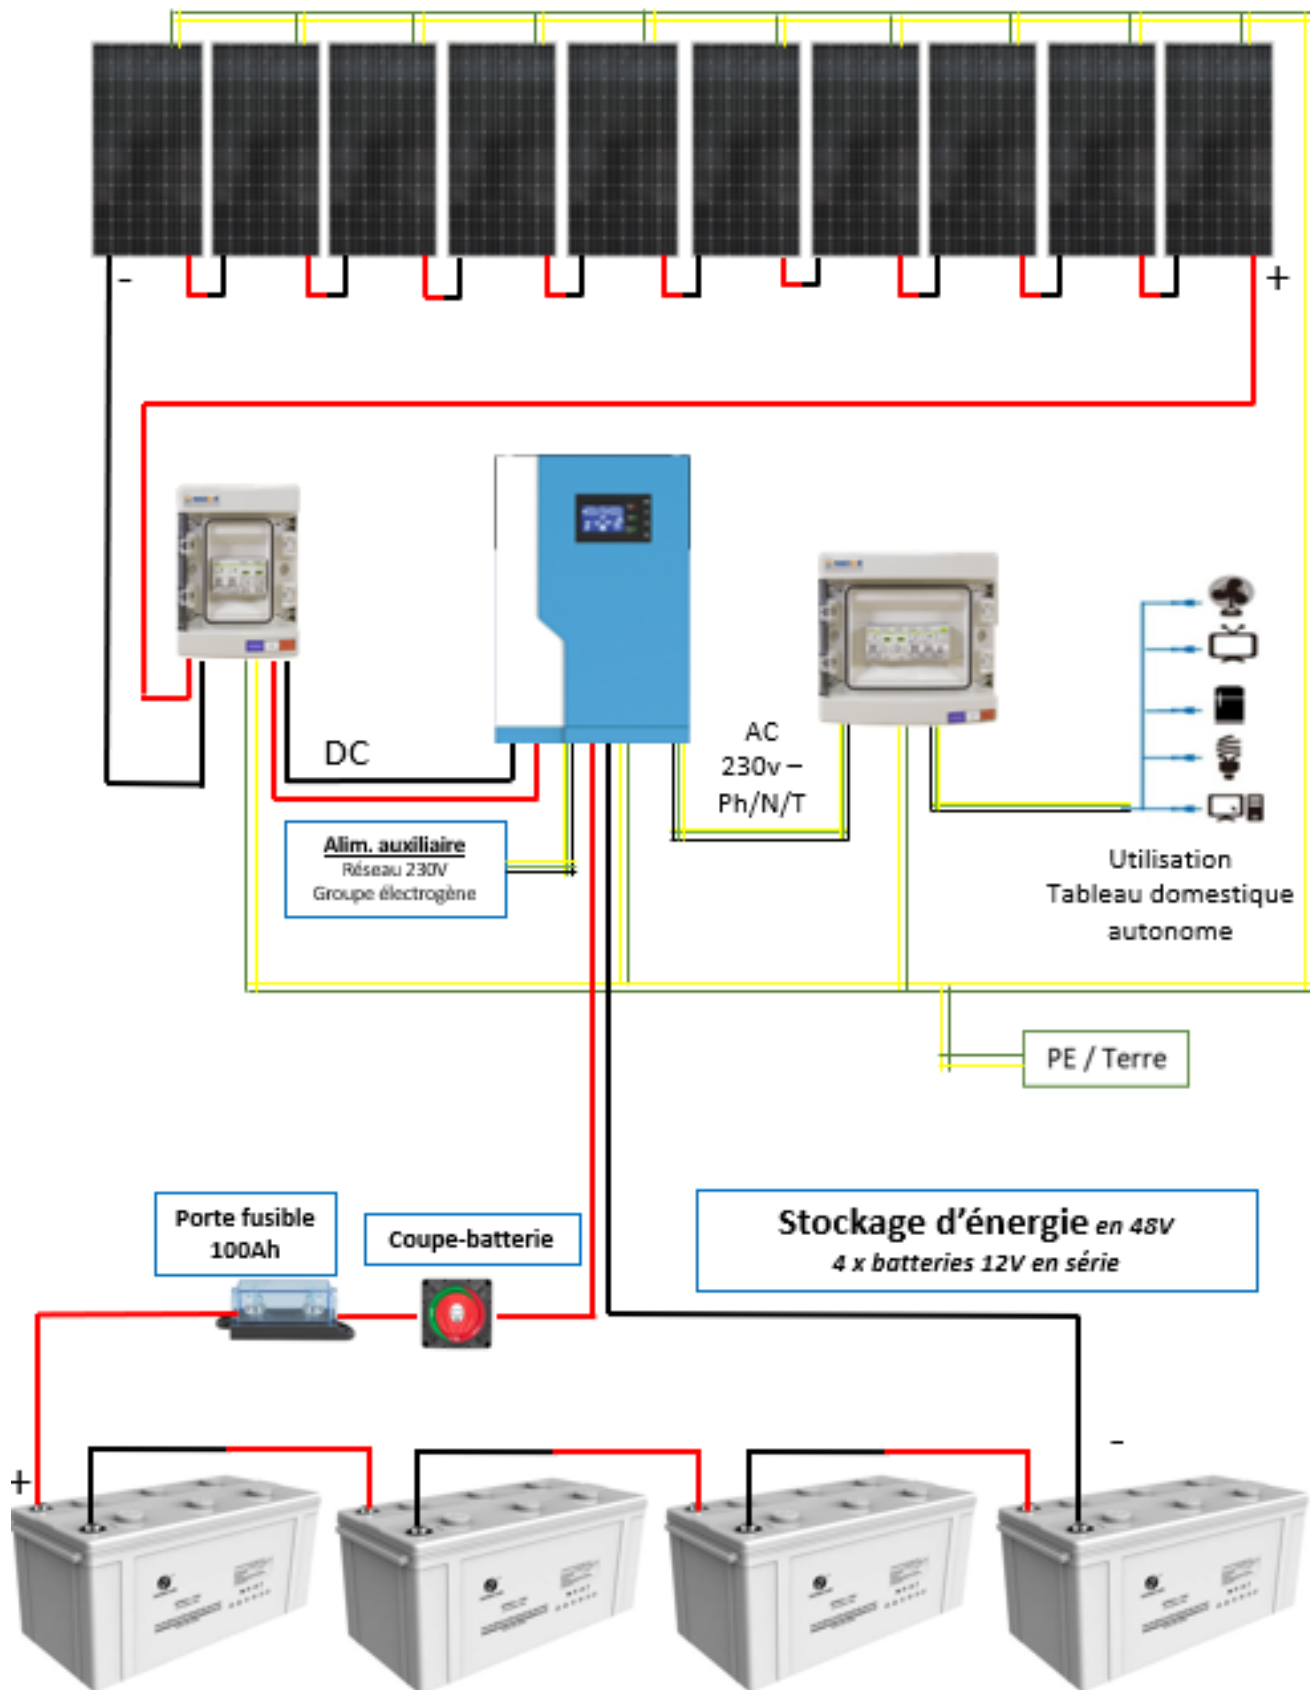 -
+
DC
AC
230v –
Ph/N/T
Alim. auxiliaire
Réseau 230V
Groupe électrogène
Utilisation
Tableau domestique
autonome
PE / Terre
Porte fusible
100Ah
Coupe-batterie
Stockage d'énergie en 48V
4 x batteries 12V en série
+
-